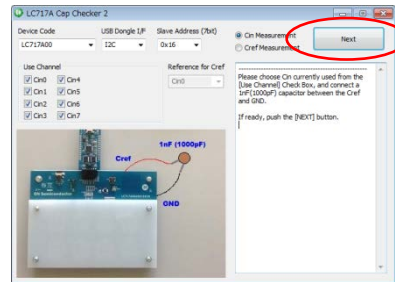 LC717A Cap Checker 2
Device Code
USB Dongle I/F
Slave Address (7bit)
LC717A00
I2C
0x16
Cin Measurement
Cref Measurement
Next
Use Channel
Reference for Cref
Cin0
Cin4
Cin0
Cin1
Cin5
Cin2
Cin6
Cin3
Cin7
Please choose Cin currently used from the
[Use Channel] Check Box, and connect a
1nF(1000pF) capacitor between the Cref
and GND.
If ready, push the [NEXT] button.
1nF (1000pF)
Cref
GND
ON Semiconductor